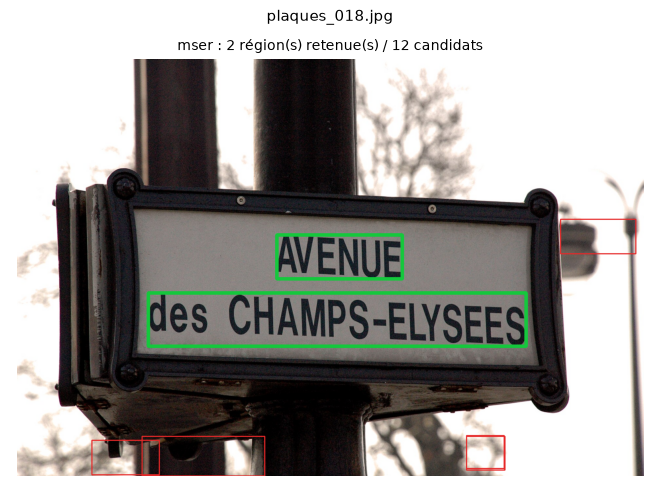 plaques_018.jpg
mser : 2 région(s) retenue(s) / 12 candidats
AVENUE
des CHAMPS-ELYSEES